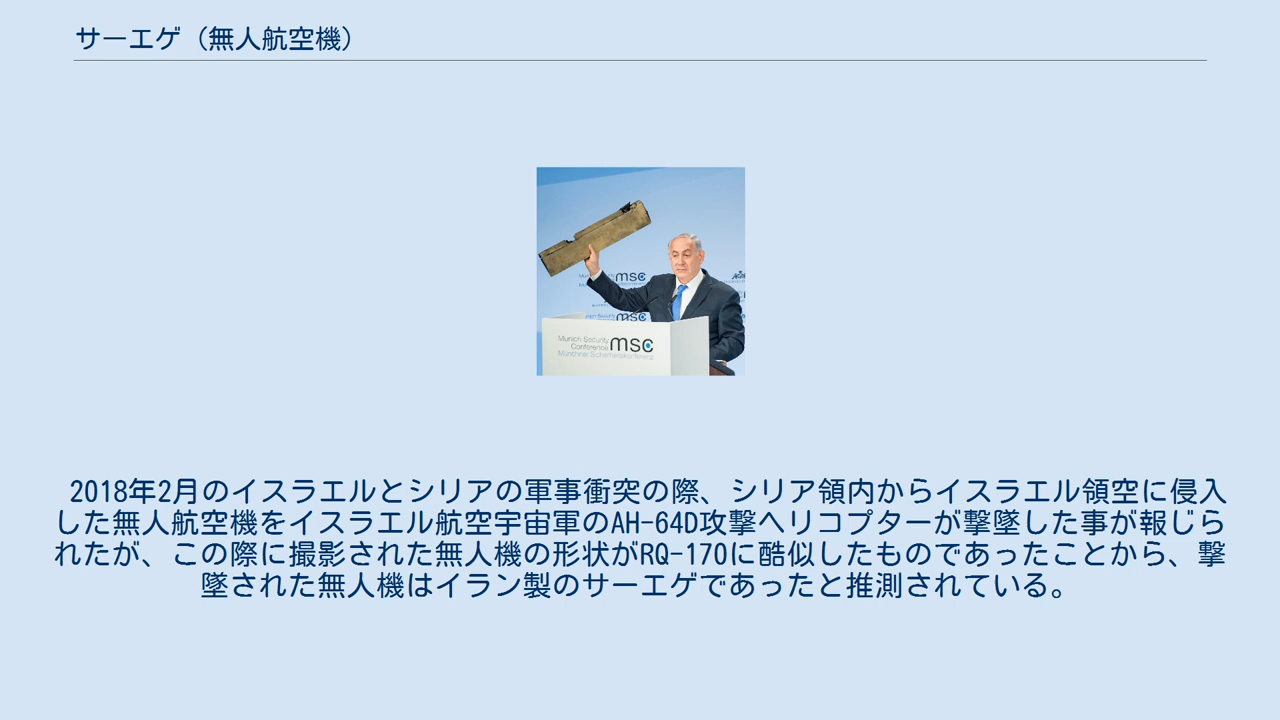 サーエゲ（無人航空機）
msc
msc
Munich Security
Conference
msc
Münchner Sicherheitskonferenz
2018年2月のイスラエルとシリアの軍事衝突の際、シリア領内からイスラエル領空に侵入
した無人航空機をイスラエル航空宇宙軍のAH-64D攻撃ヘリコプターが撃墜した事が報じら
れたが、この際に撮影された無人機の形状がRQ-170に酷似したものであったことから、撃
墜された無人機はイラン製のサーエゲであったと推測されている。